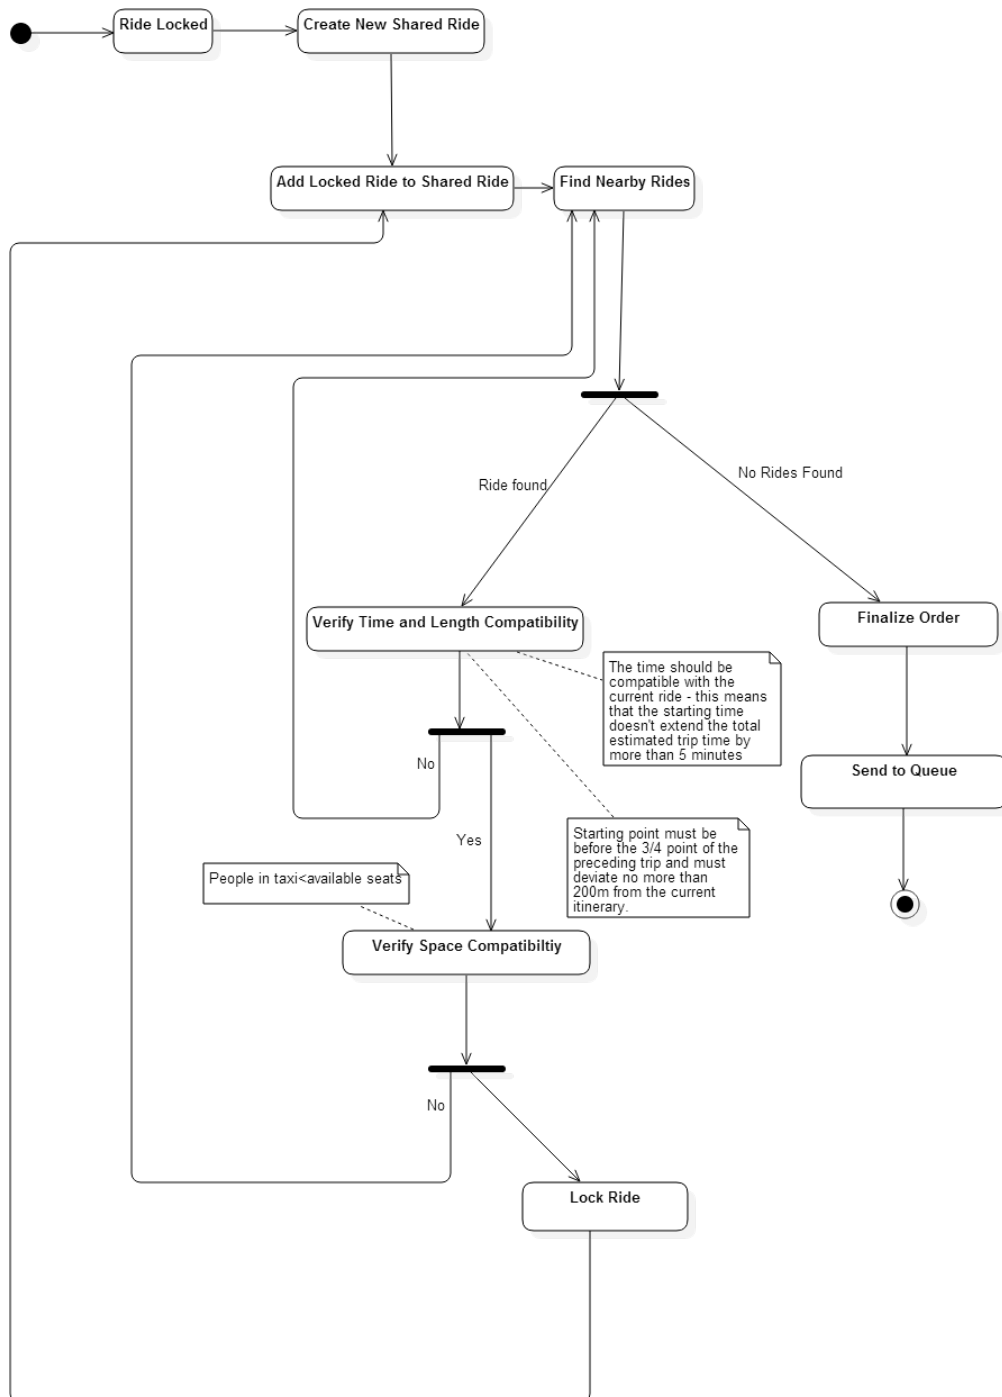 Ride Locked
Create New Shared Ride
Add Locked Ride to Shared Ride
Find Nearby Rides
Ride found
No Rides Found
Verify Time and Length Compatibility
Finalize Order
The time should be
compatible with the
current ride - this means
that the starting time
doesn't extend the total
estimated trip time by
more than 5 minutes
No
Send to Queue
Yes
Starting point must be
before the 3/4 point of the
preceding trip and must
deviate no more than
200m from the current
itinerary.
People in taxi<available seats
Verify Space Compatibiltiy
No
Lock Ride